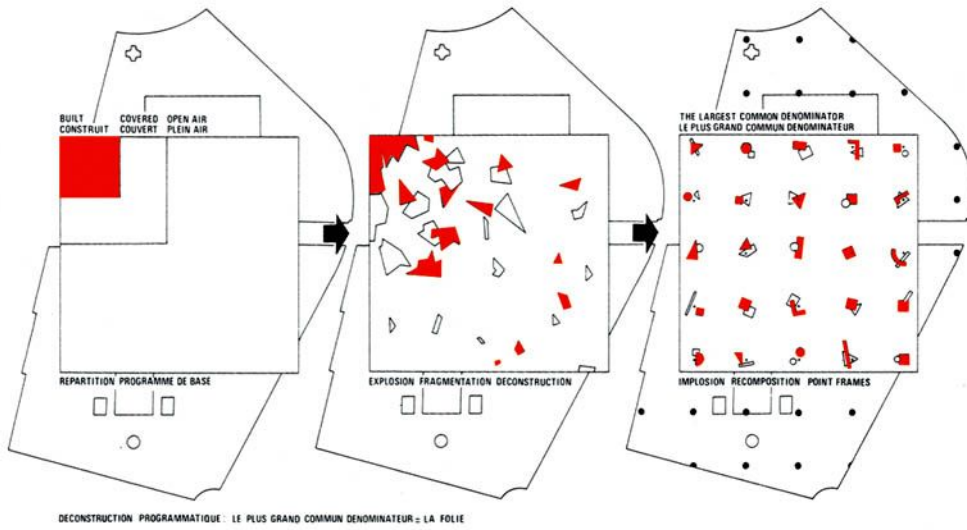 BUILT COVERED OPEN AIR
CONSTRUIT COUVERT PLEIN AIR
REPARTITION PROGRAMME DE BASE
EXPLOSION FRAGMENTATION DECONSTRUCTION
THE LARGEST COMMON DENOMINATOR
LE PLUS GRAND COMMUN DENOMINATEUR
IMPLOSION RECOMPOSITION POINT FRAMES
DECONSTRUCTION PROGRAMMATIQUE: LE PLUS GRAND COMMUN DENOMINATEUR = LA FOLIE